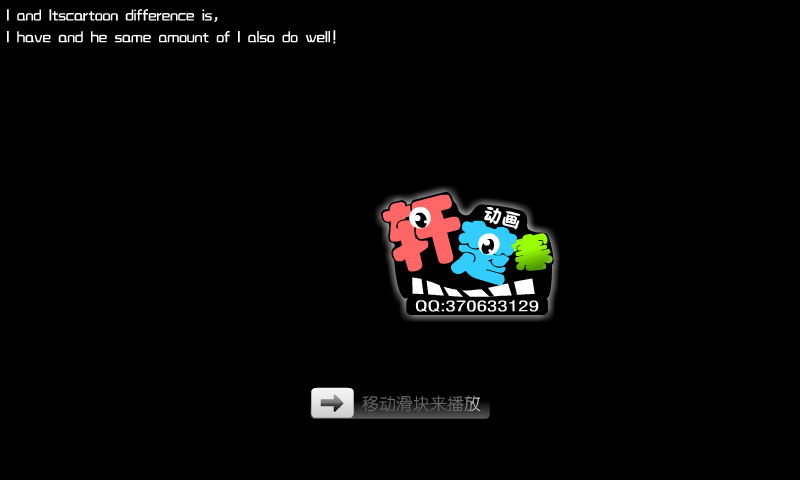 I and Itscartoon difference is,
I have and he same amount of I also do well!
动画
轩
QQ:370633129
移动滑块来播放